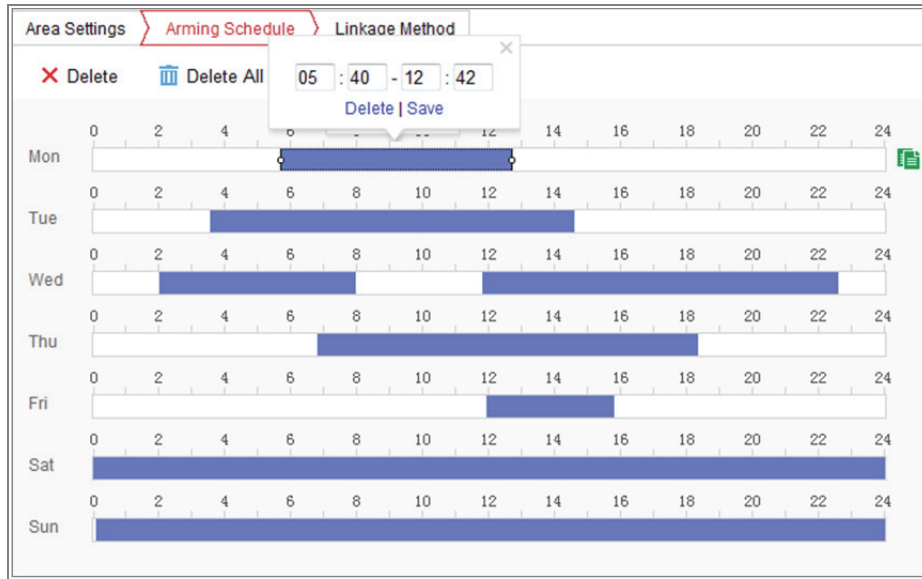 Area Settings Arming Schedule Linkage Method
Delete Delete All
05 : 40 - 12 : 42
Delete | Save
0 2 4 6 12 14 16 18 20 22 24
Mon
0 2 4 6 8 10 12 14 16 18 20 22 24
Tue
0 2 4 6 8 10 12 14 16 18 20 22 24
Wed
0 2 4 6 8 10 12 14 16 18 20 22 24
Thu
0 2 4 6 8 10 12 14 16 18 20 22 24
Fri
0 2 4 6 8 10 12 14 16 18 20 22 24
Sat
0 2 4 6 8 10 12 14 16 18 20 22 24
Sun